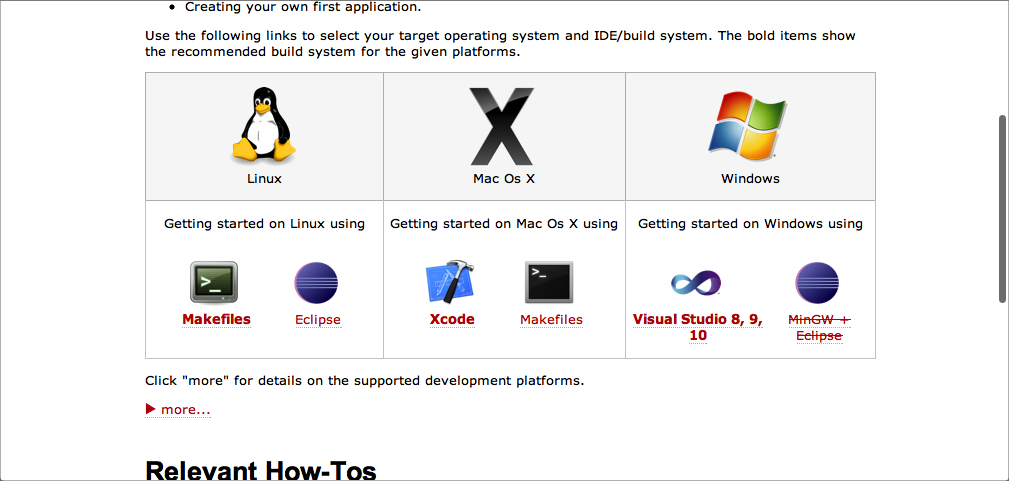 Creating your own first application.
Use the following links to select your target operating system and IDE/build system. The bold items show
the recommended build system for the given platforms.
Linux
Mac Os X
Windows
Getting started on Linux using
Getting started on Mac Os X using
Getting started on Windows using
Makefiles
Eclipse
Xcode
Makefiles
Visual Studio 8, 9,
10
MinGW +
Eclipse
Click "more" for details on the supported development platforms.
more...
Relevant How-Tos